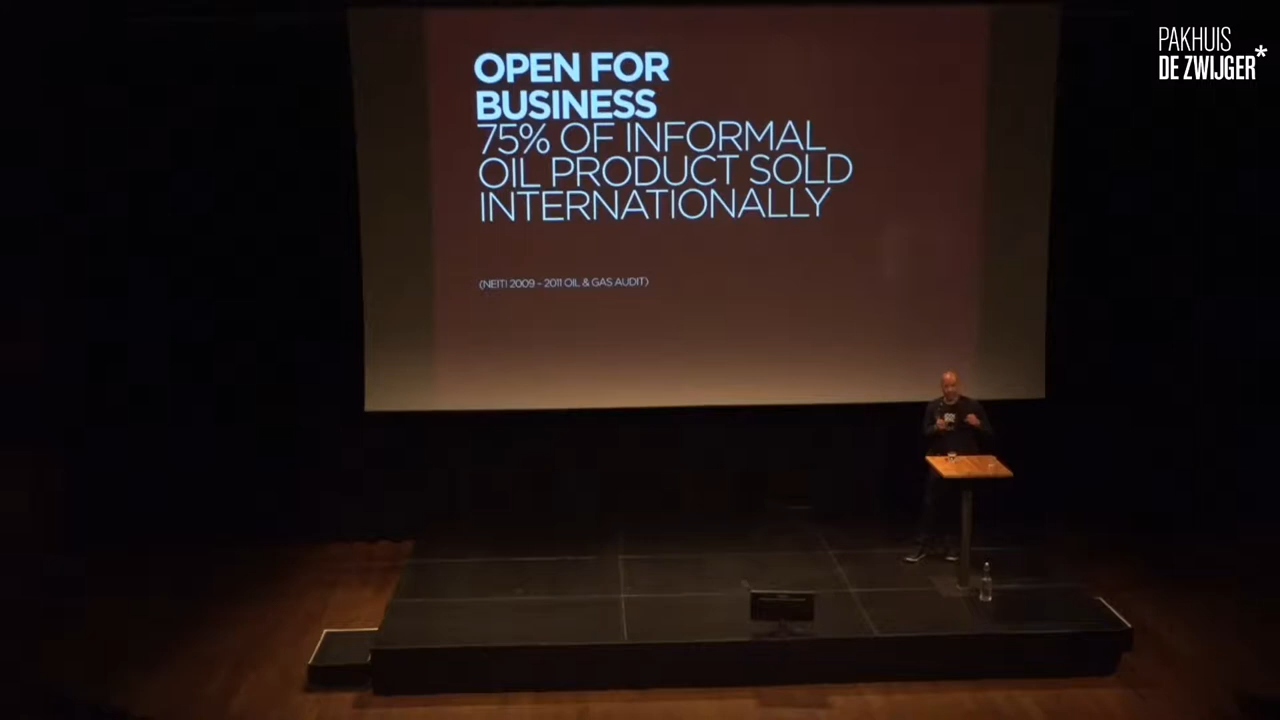 OPEN FOR
BUSINESS
75% OF INFORMAL
OIL PRODUCT SOLD
INTERNATIONALLY
(NEITI 2009 - 2011 OIL & GAS AUDIT)
PAKHUIS
DE ZWIJGER*